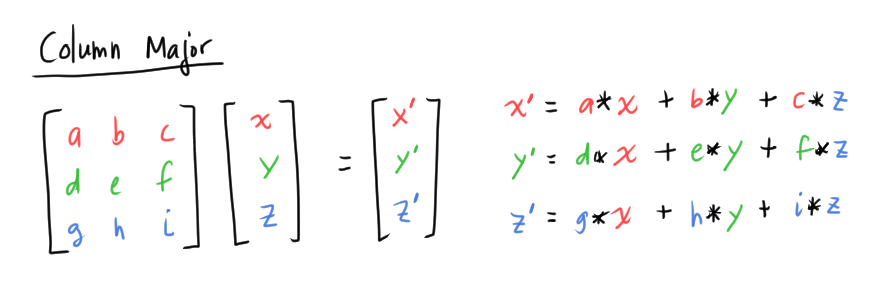 Column Major
a b c x = x' x' = a*x + b*y + c*z
d e f y y' y' = d*x + e*y + f*z
g h i z z' z' = g*x + h*y + i*z